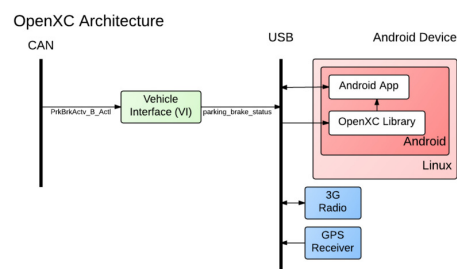 OpenXC Architecture
CAN
USB
Android Device
PrkBrkActv_B_Actl
Vehicle
Interface (VI)
parking_brake_status
Android App
OpenXC Library
Android
Linux
3G
Radio
GPS
Receiver